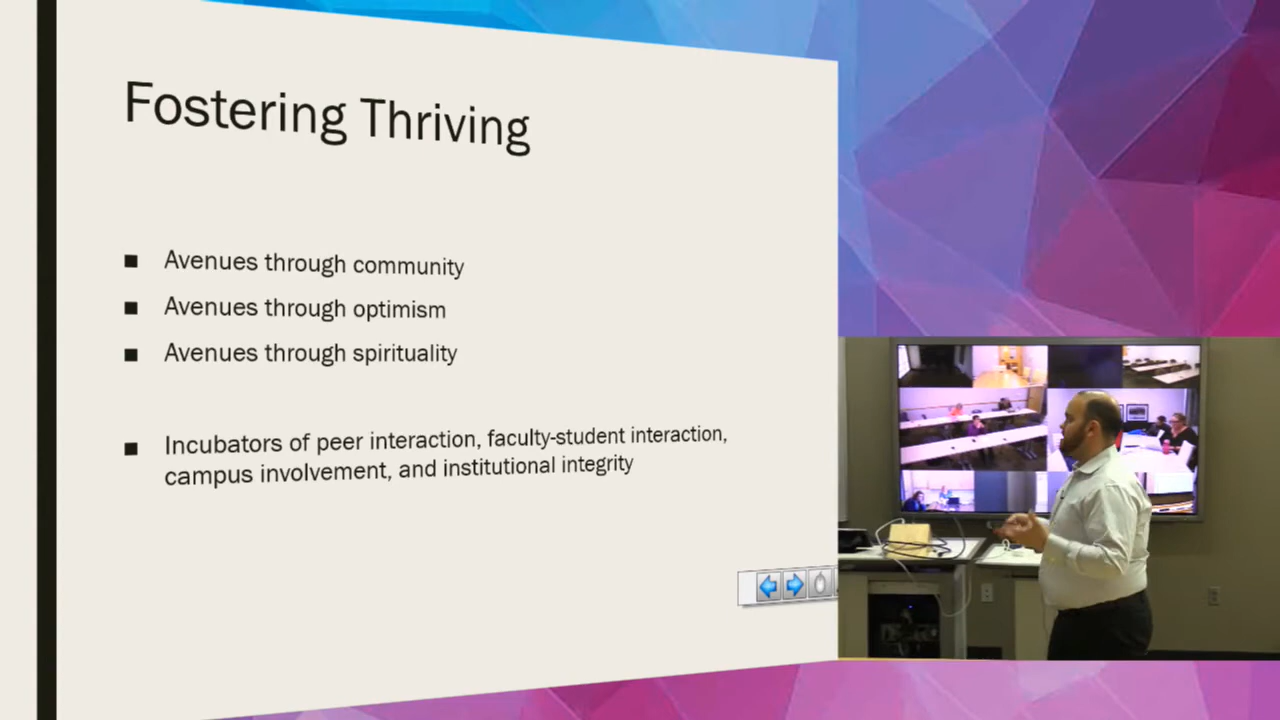 Fostering Thriving
Avenues through community
Avenues through optimism
Avenues through spirituality
Incubators of peer interaction, faculty-student interaction,
campus involvement, and institutional integrity